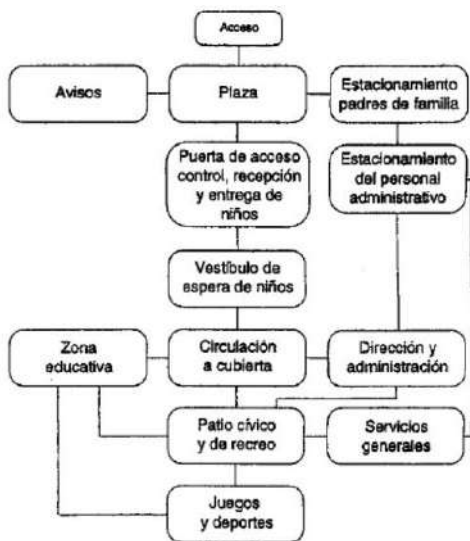 Acceso
Avisos
Plaza
Estacionamiento
padres de familia
Puerta de acceso
control, recepción
y entrega de
niños
Estacionamiento
del personal
administrativo
Vestíbulo de
espera de niños
Zona
educativa
Circulación
a cubierta
Dirección y
administración
Patio cívico
y de recreo
Servicios
generales
Juegos
y deportes